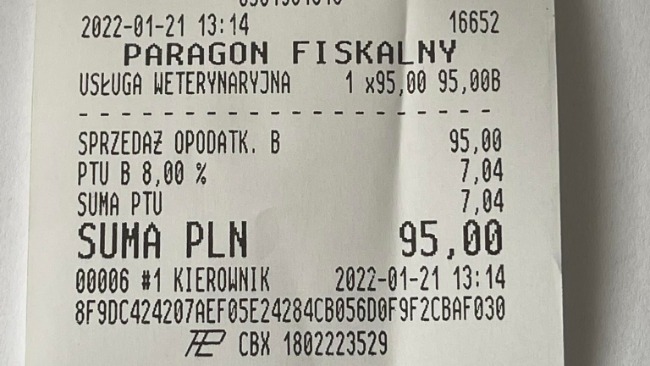 2022-01-21 13:14 16652
PARAGON FISKALNY
USŁUGA WETERYNARYJNA 1 x95,00 95,00B
- - - - - - - - - - - - - - - - - - - -
SPRZEDAŻ OPODATK. B 95,00
PTU B 8,00 % 7,04
SUMA PTU 7,04
SUMA PLN 95,00
00006 #1 KIEROWNIK 2022-01-21 13:14
8F9DC424207AEF05E24284CB056D0F9F2CBAF030
CBX 1802223529